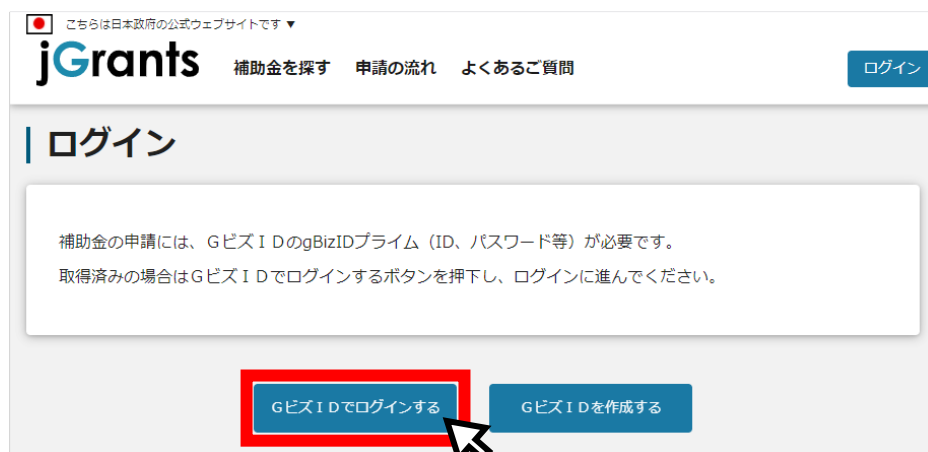 こちらは日本政府の公式ウェブサイトです ▼
jGrants 補助金を探す 申請の流れ よくあるご質問 ログイン
ログイン
補助金の申請には、GビズIDのgBizIDプライム（ID、パスワード等）が必要です。
取得済みの場合はGビズIDでログインするボタンを押下し、ログインに進んでください。
GビズIDでログインする GビズIDを作成する